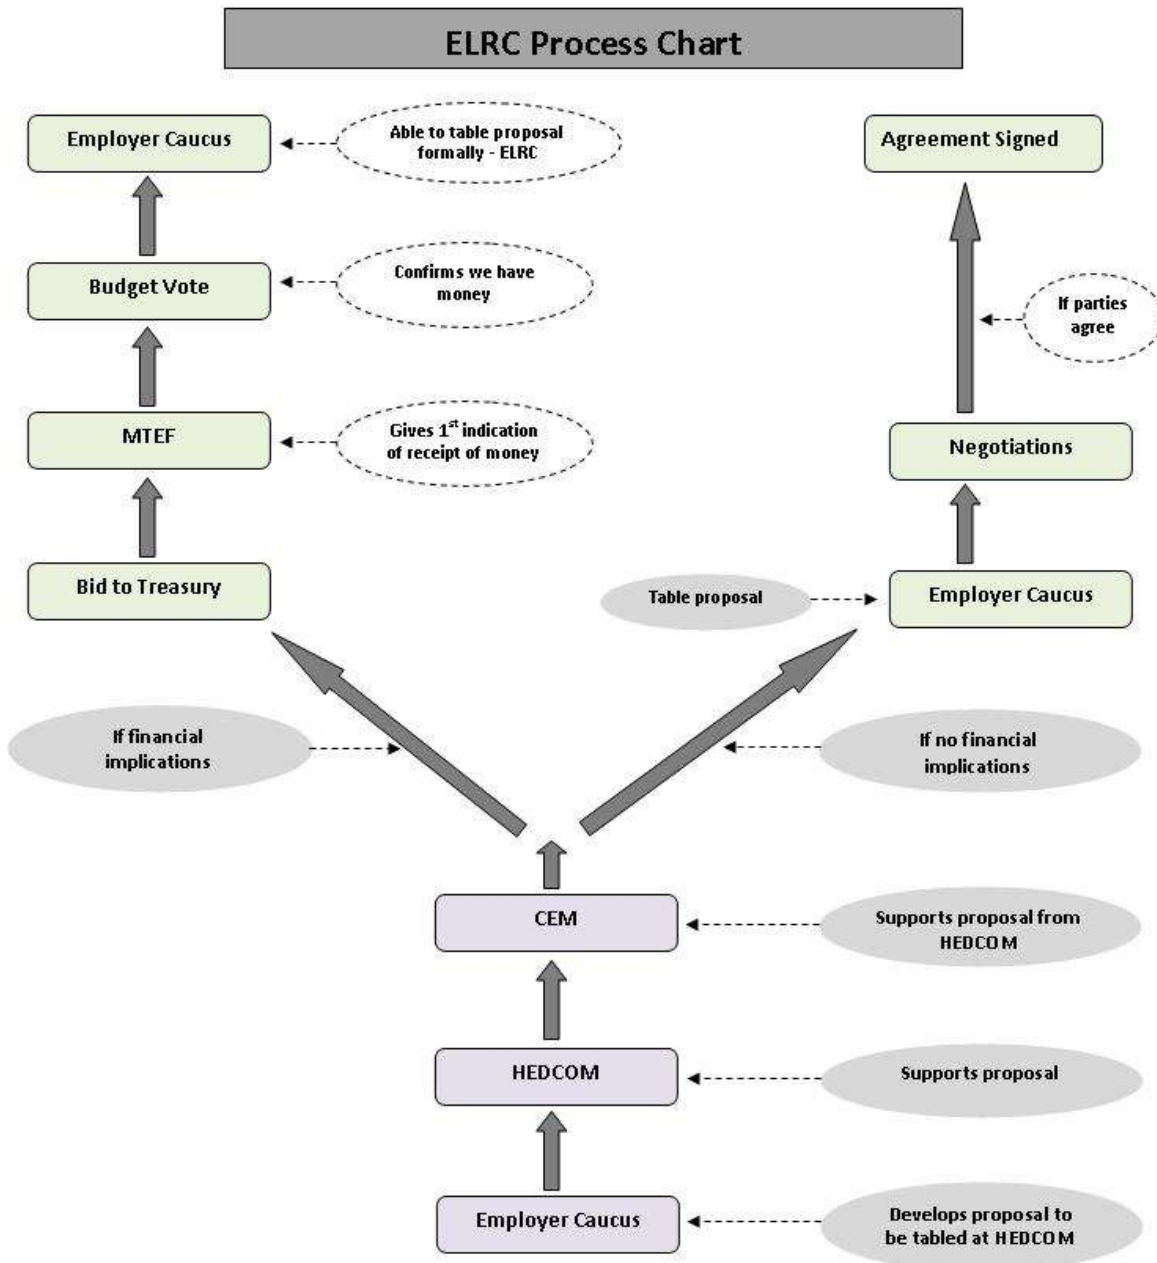 ELRC Process Chart
Employer Caucus
Able to table proposal
formally - ELRC
Agreement Signed
Budget Vote
Confirms we have
money
If parties
agree
MTEF
Gives 1st indication
of receipt of money
Negotiations
Bid to Treasury
Table proposal
Employer Caucus
If financial
implications
If no financial
implications
CEM
Supports proposal from
HEDCOM
HEDCOM
Supports proposal
Employer Caucus
Develops proposal to
be tabled at HEDCOM